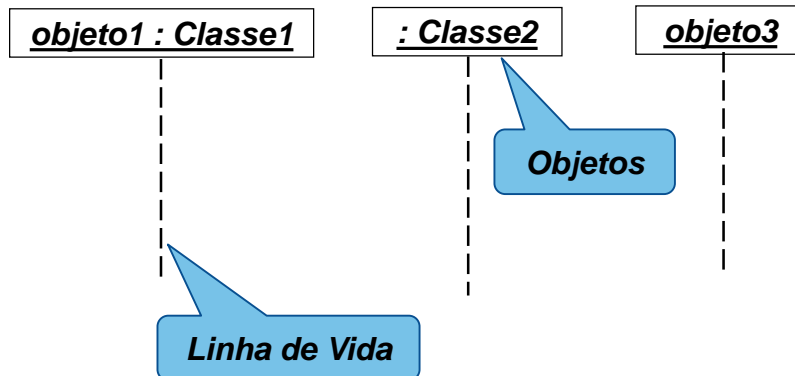 objeto1 : Classe1
: Classe2
objeto3
Objetos
Linha de Vida